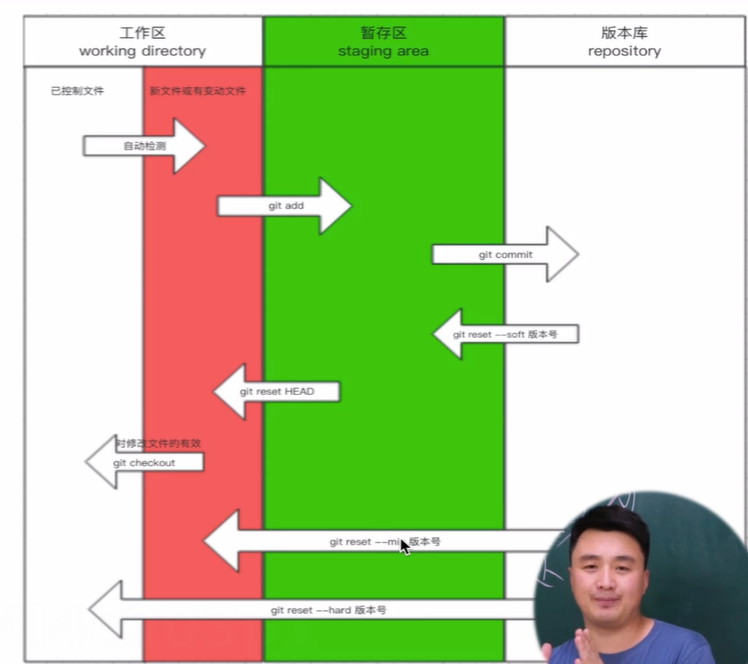 工作区
working directory
暂存区
staging area
版本库
repository
已控制文件
新文件或有变动文件
自动检测
git add
git commit
git reset --soft 版本号
git reset HEAD
对修改文件的有效
git checkout
git reset 版本号
git reset --hard 版本号